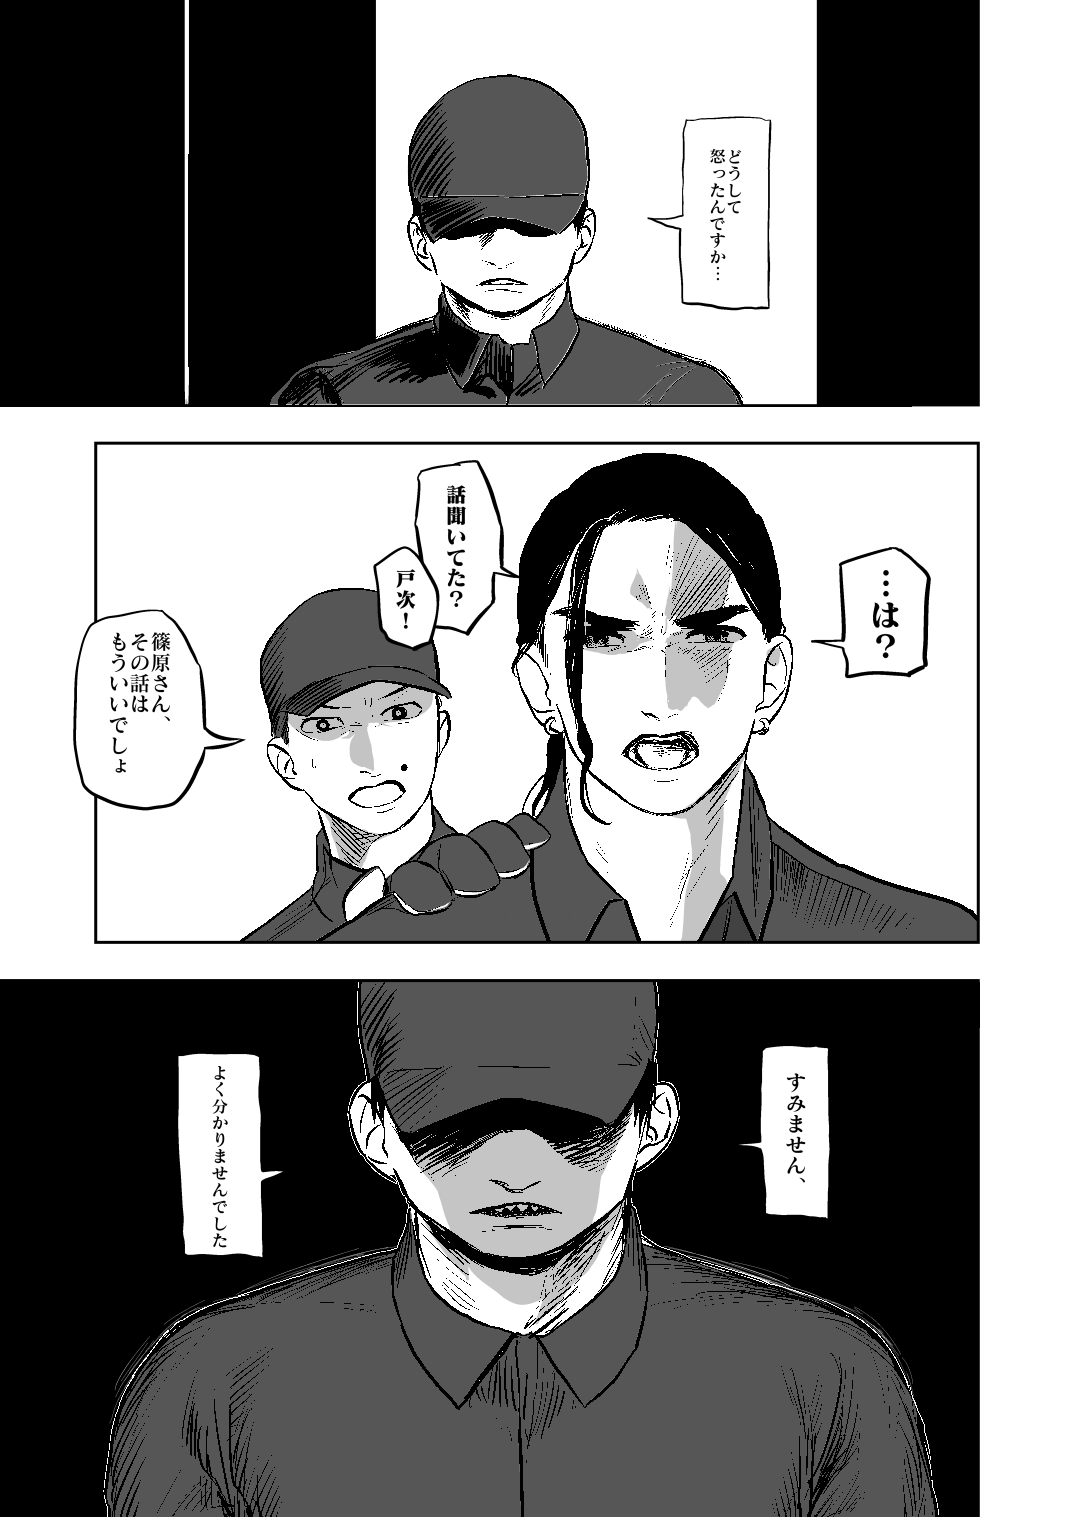 どうして
怒ったんですか…
…は？
話聞いてた？
戸次！
篠原さん、
その話は
もういいでしょ
すみません、
よく分かりませんでした